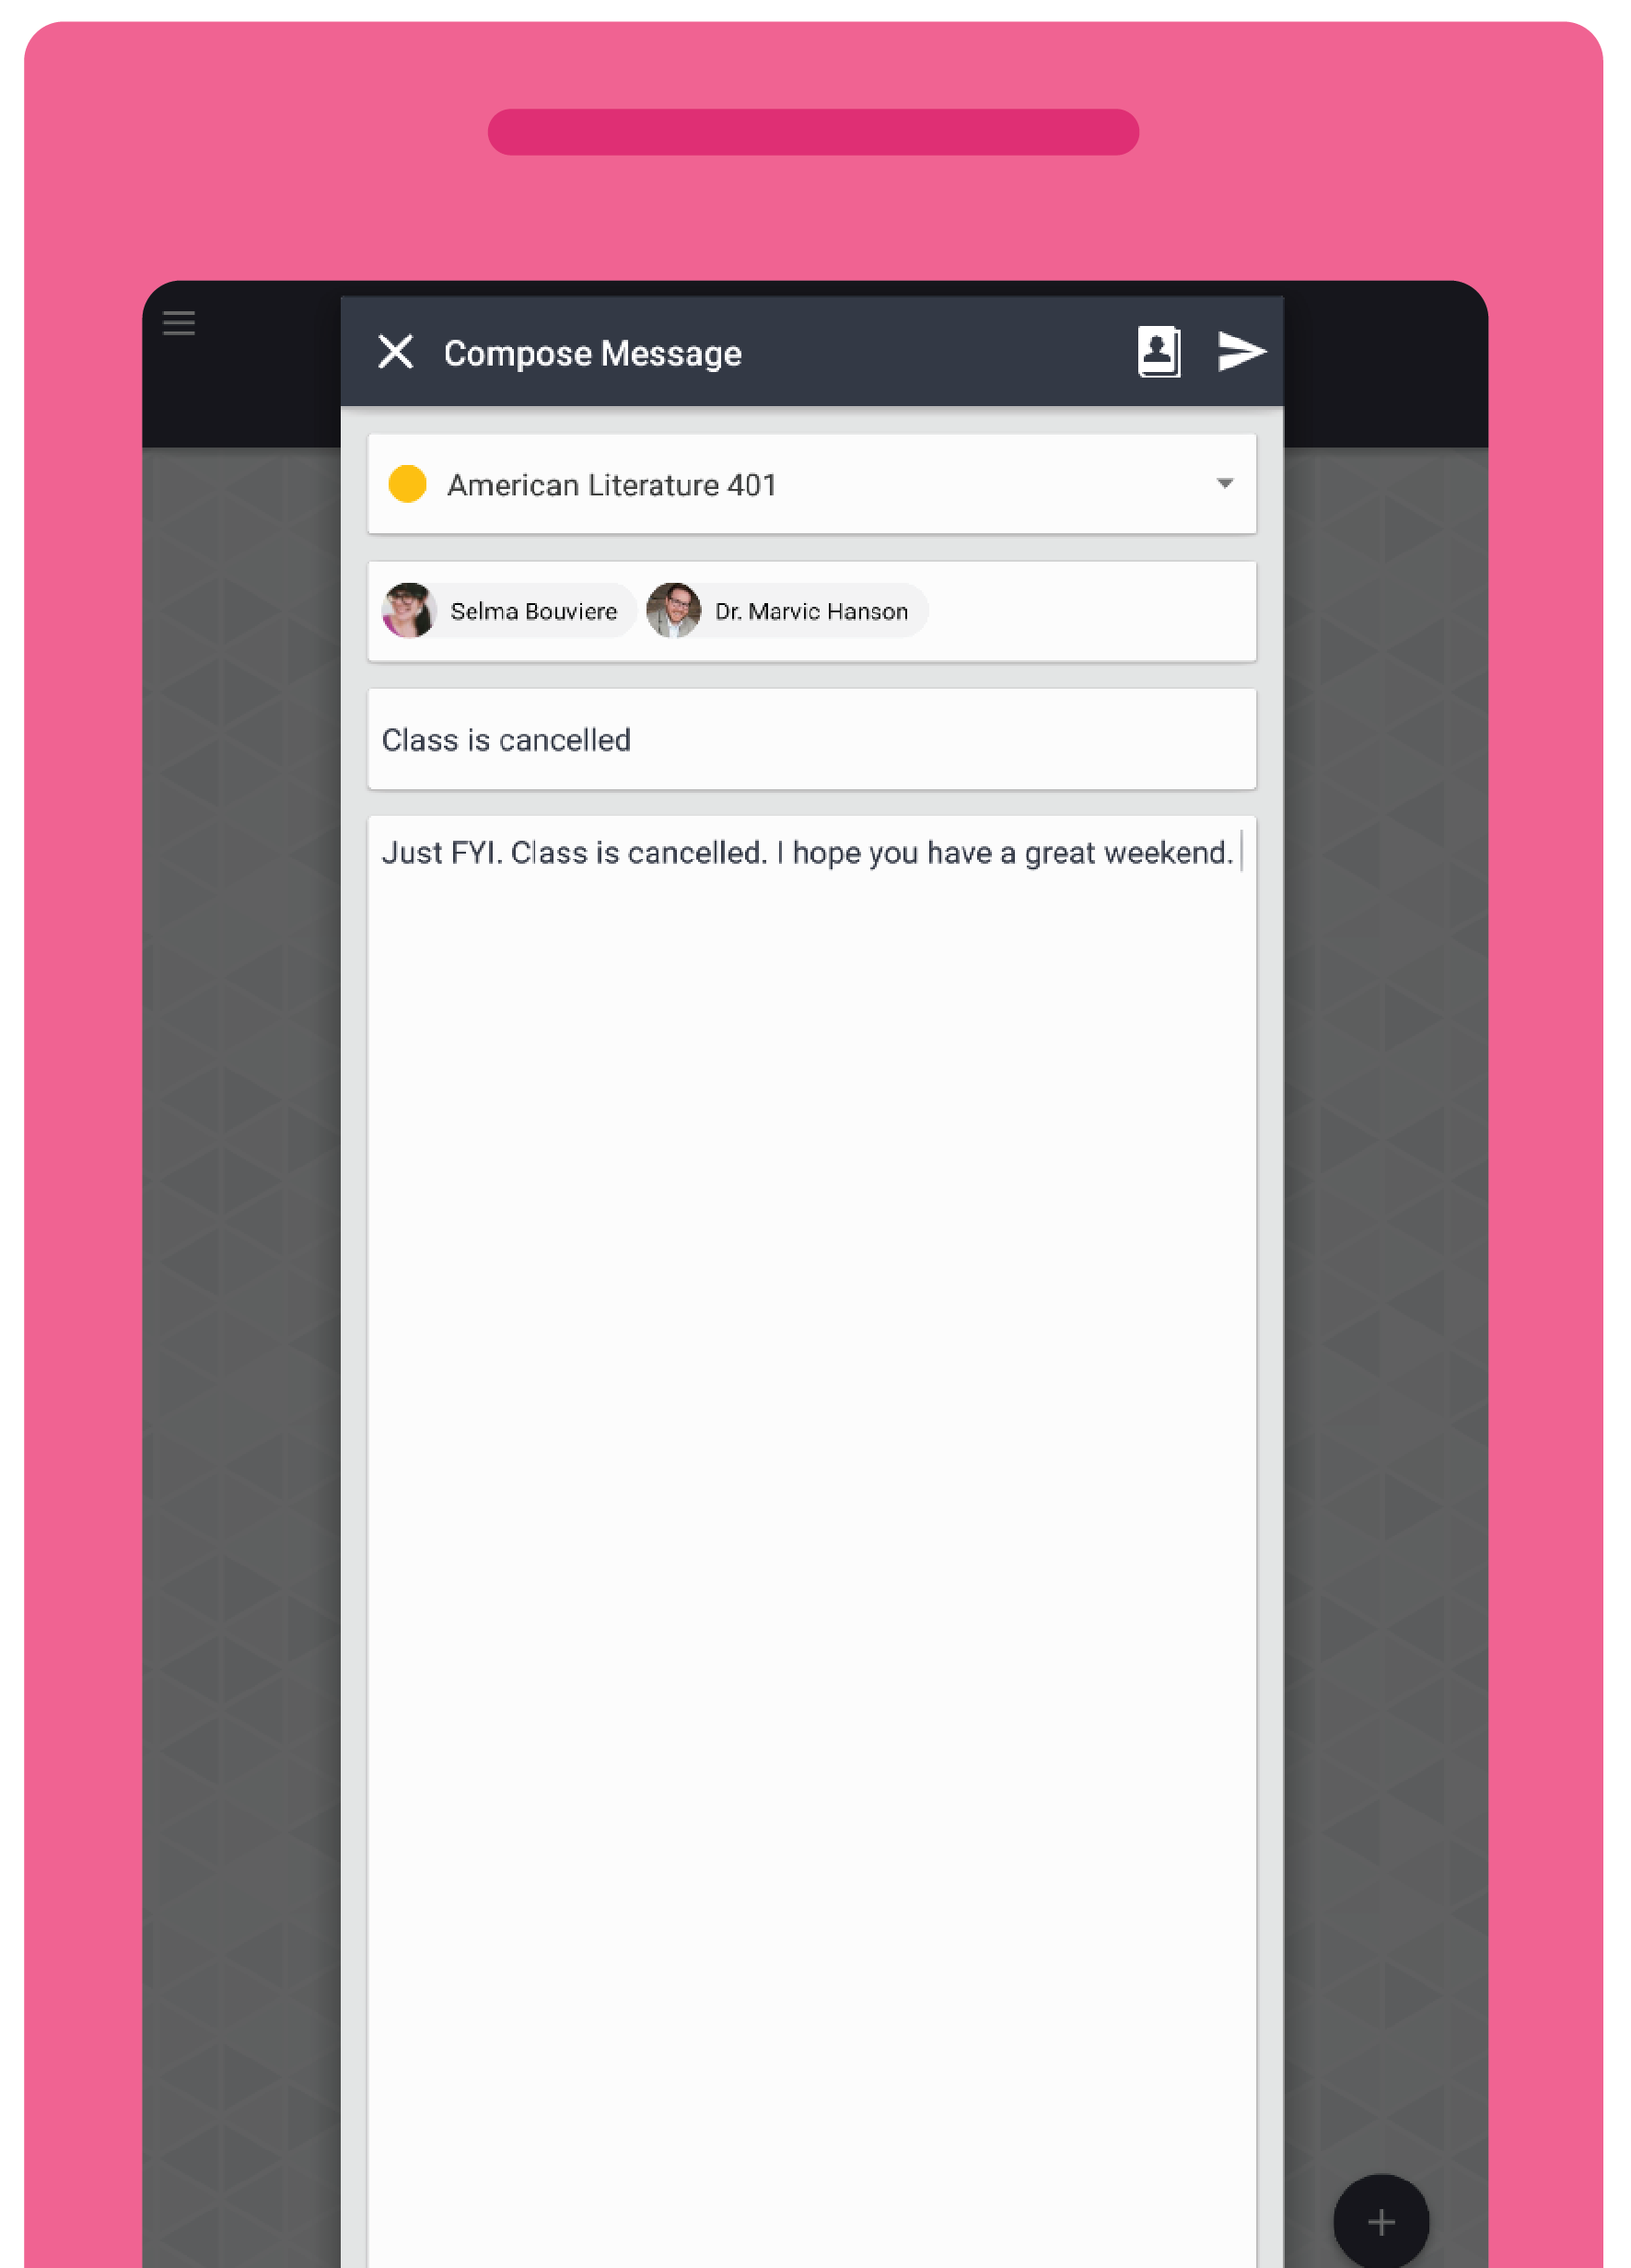 Compose Message
American Literature 401
Selma Bouviere Dr. Marvic Hanson
Class is cancelled
Just FYI. Class is cancelled. I hope you have a great weekend.